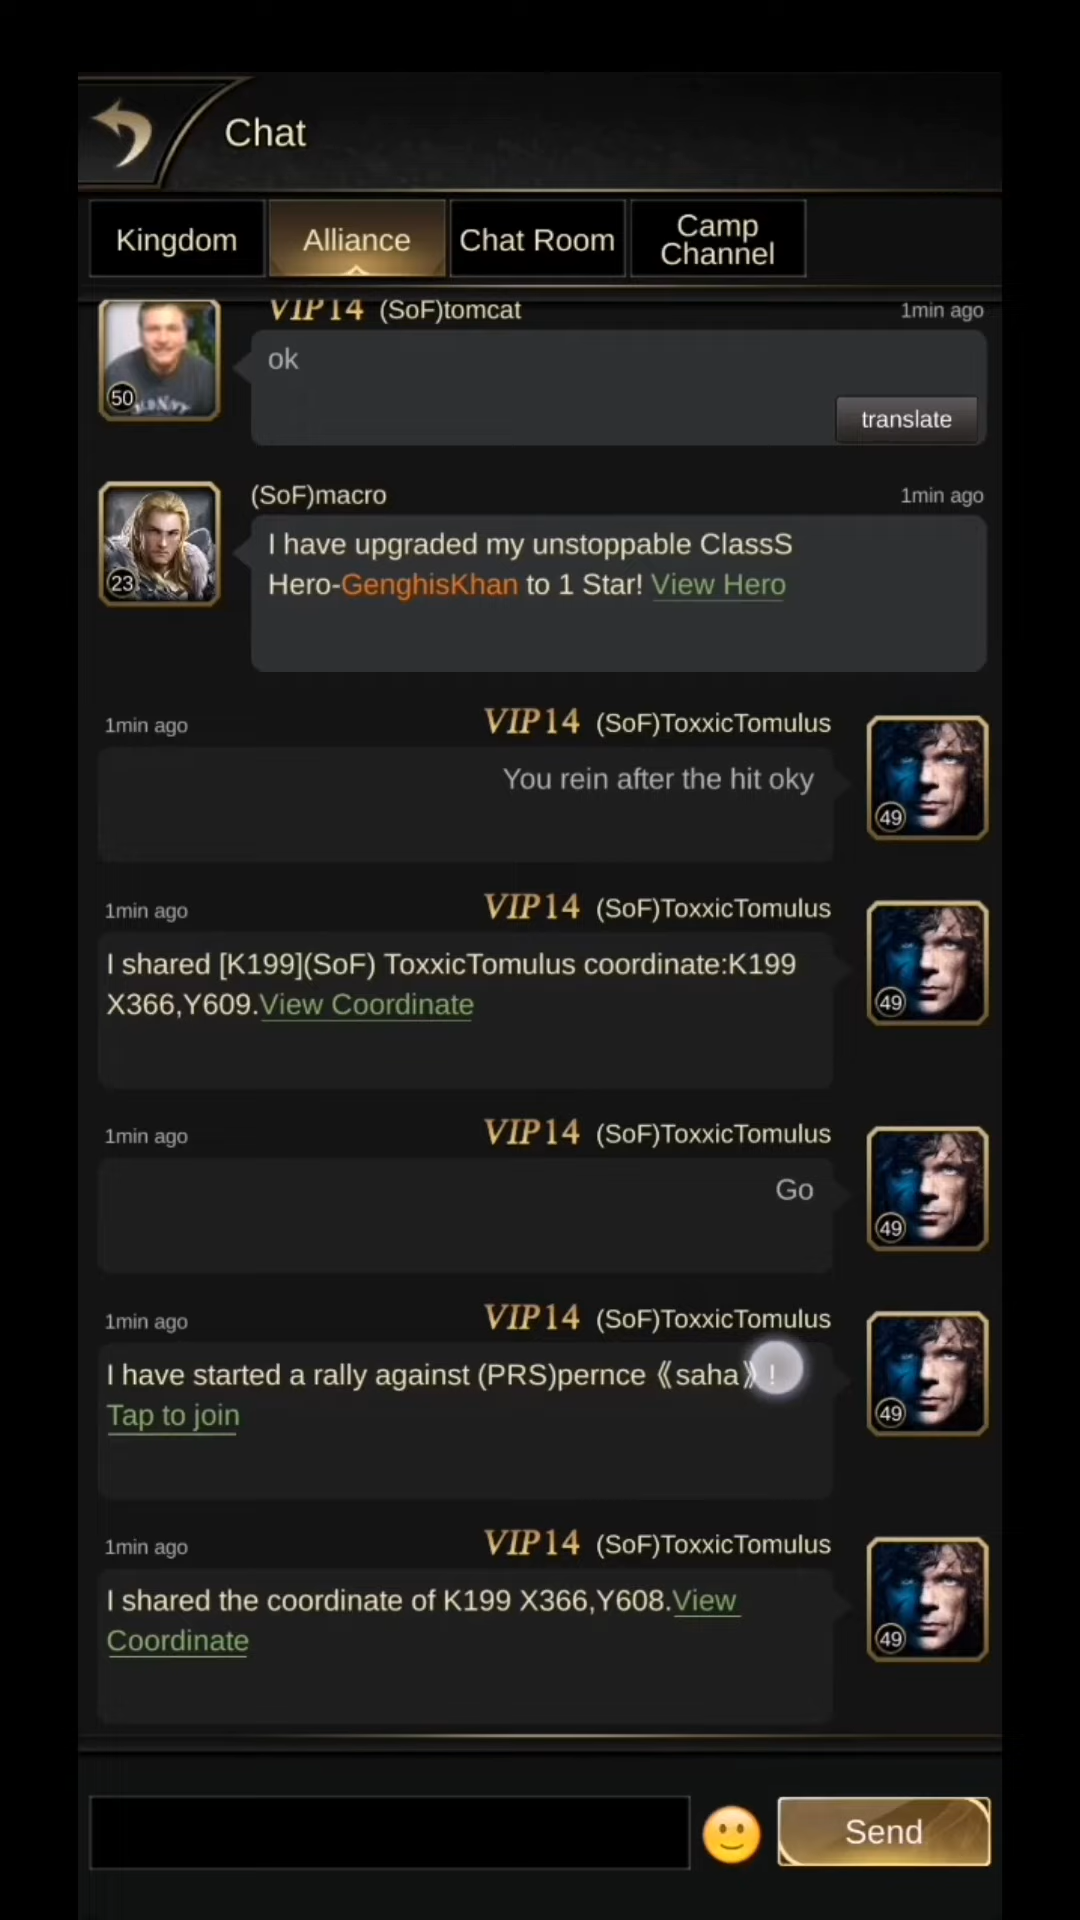 Chat
Kingdom
Alliance
Chat Room
Camp
Channel
VIP14 (SoF)tomcat
1min ago
ok
50
translate
(SoF)macro
1min ago
I have upgraded my unstoppable ClassS
Hero-GenghisKhan to 1 Star! View Hero
23
1min ago
VIP14 (SoF)ToxxicTomulus
You rein after the hit oky
49
1min ago
VIP14 (SoF)ToxxicTomulus
I shared [K199](SoF) ToxxicTomulus coordinate:K199
X366,Y609.View Coordinate
49
1min ago
VIP14 (SoF)ToxxicTomulus
Go
49
1min ago
VIP14 (SoF)ToxxicTomulus
I have started a rally against (PRS)pernce《saha》!
Tap to join
49
1min ago
VIP14 (SoF)ToxxicTomulus
I shared the coordinate of K199 X366,Y608.View
Coordinate
49
Send